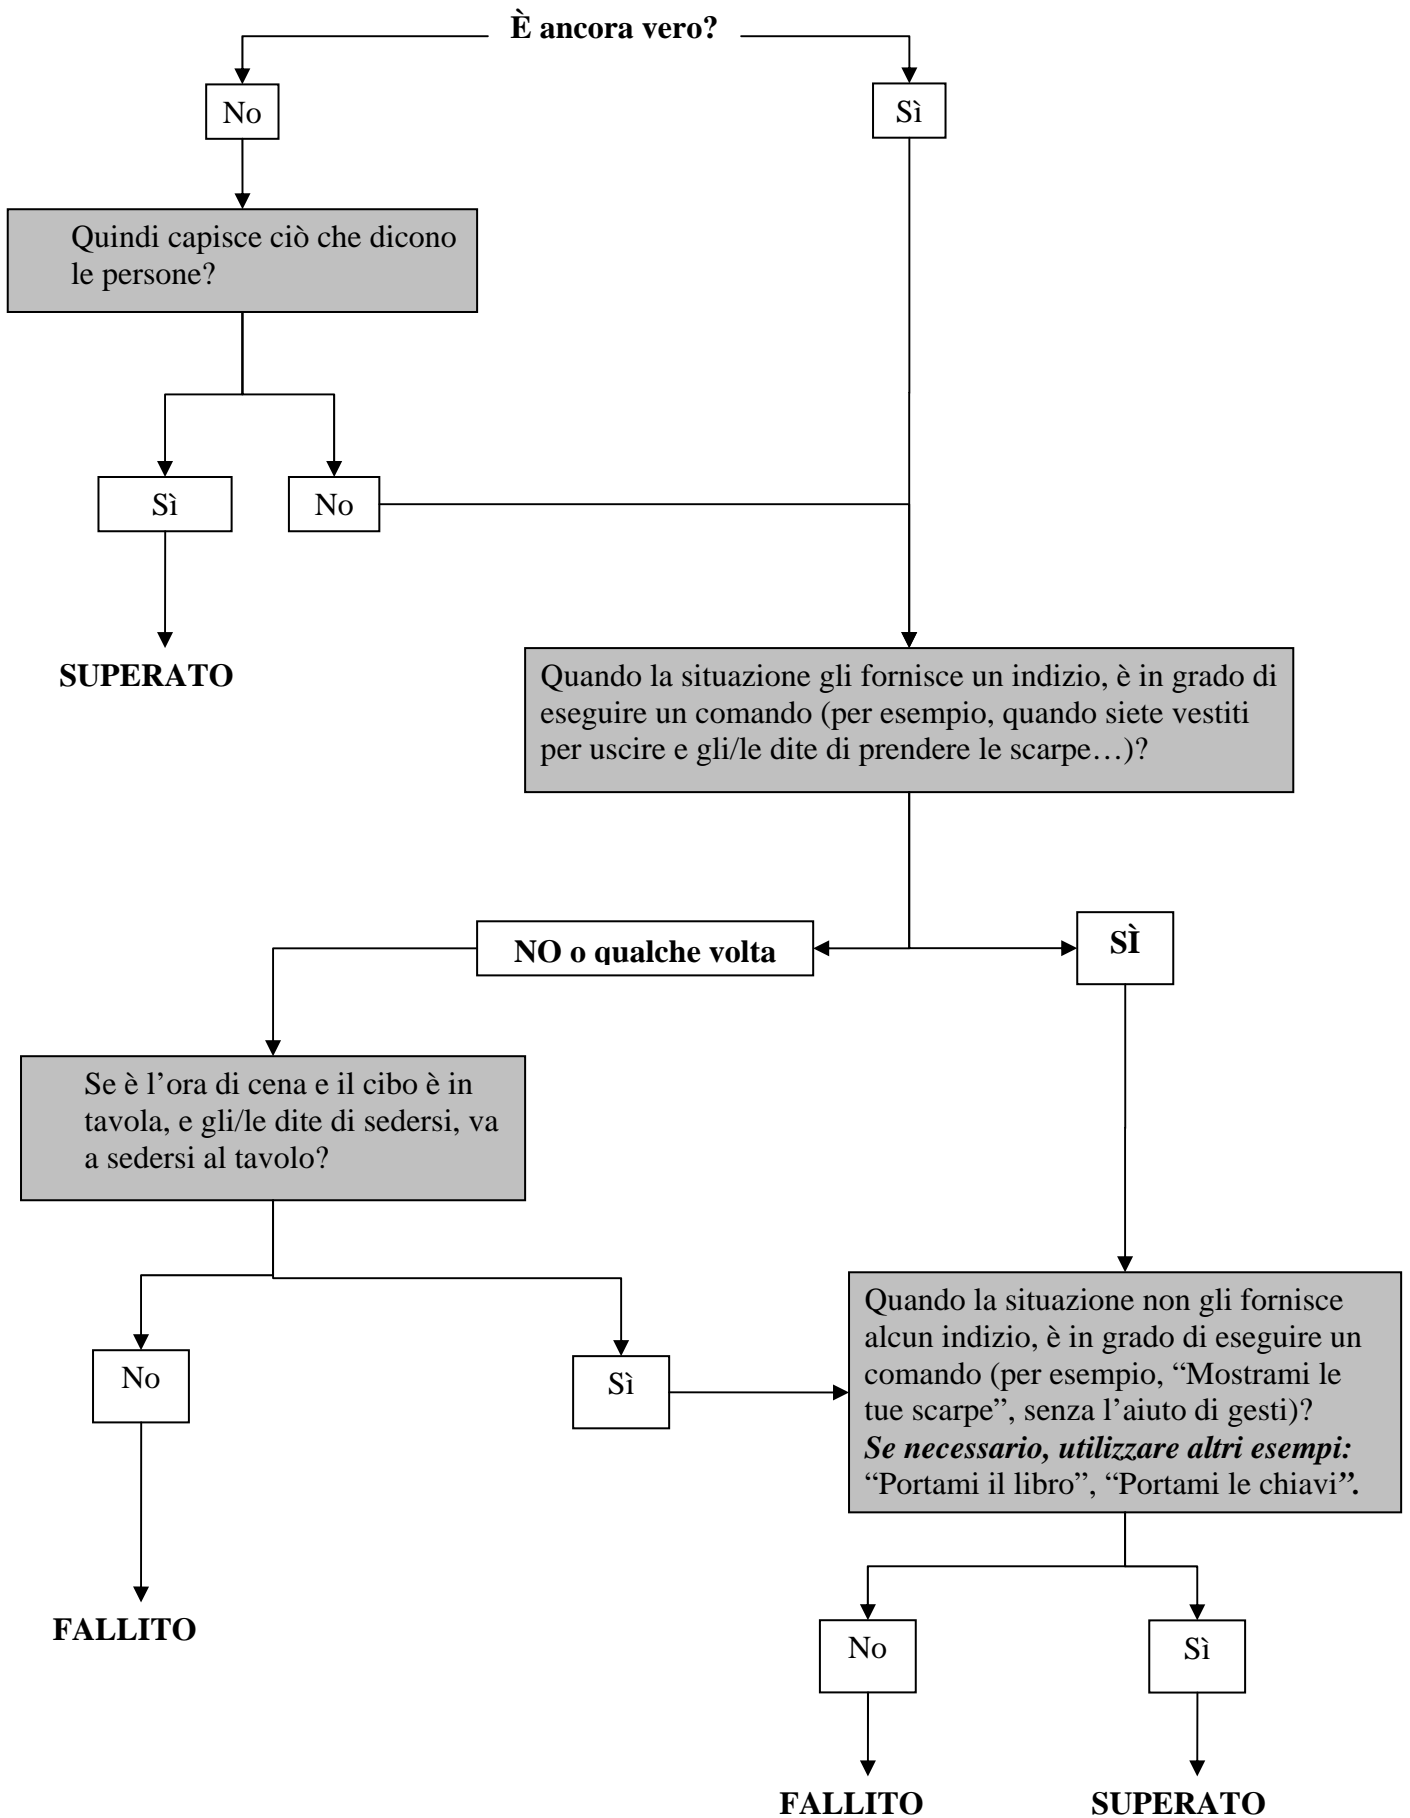 È ancora vero?
No
Sì
Quindi capisce ciò che dicono
le persone?
Sì
No
SUPERATO
Quando la situazione gli fornisce un indizio, è in grado di
eseguire un comando (per esempio, quando siete vestiti
per uscire e gli/le dite di prendere le scarpe…)?
NO o qualche volta
SÌ
Se è l’ora di cena e il cibo è in
tavola, e gli/le dite di sedersi, va
a sedersi al tavolo?
No
Sì
Quando la situazione non gli fornisce
alcun indizio, è in grado di eseguire un
comando (per esempio, “Mostrami le
tue scarpe”, senza l’aiuto di gesti)?
Se necessario, utilizzare altri esempi:
“Portami il libro”, “Portami le chiavi”.
FALLITO
No
Sì
FALLITO
SUPERATO